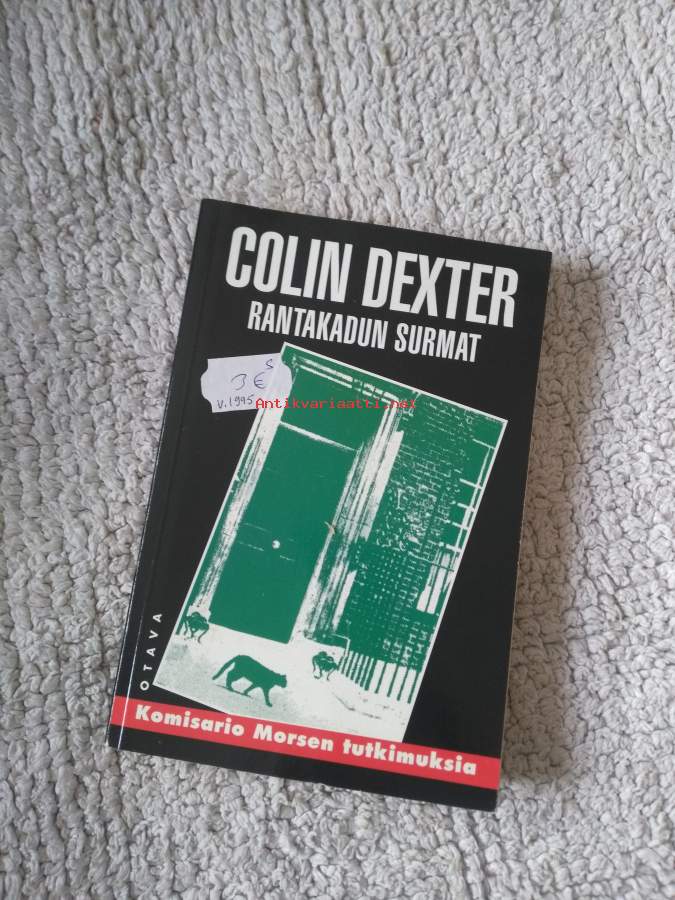 COLIN DEXTER
RANTAKADUN SURMAT
S
3 €
v.1995
Antikvariaatti.net
OTAVA
Komisario Morsen tutkimuksia